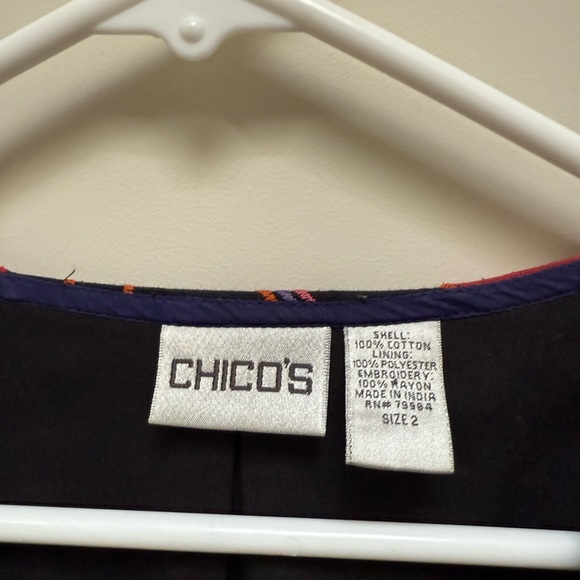 CHICO'S
SHELL:
100% COTTON
LINING:
100% POLYESTER
EMBROIDERY:
100% RAYON
MADE IN INDIA
RN# 79984
SIZE 2